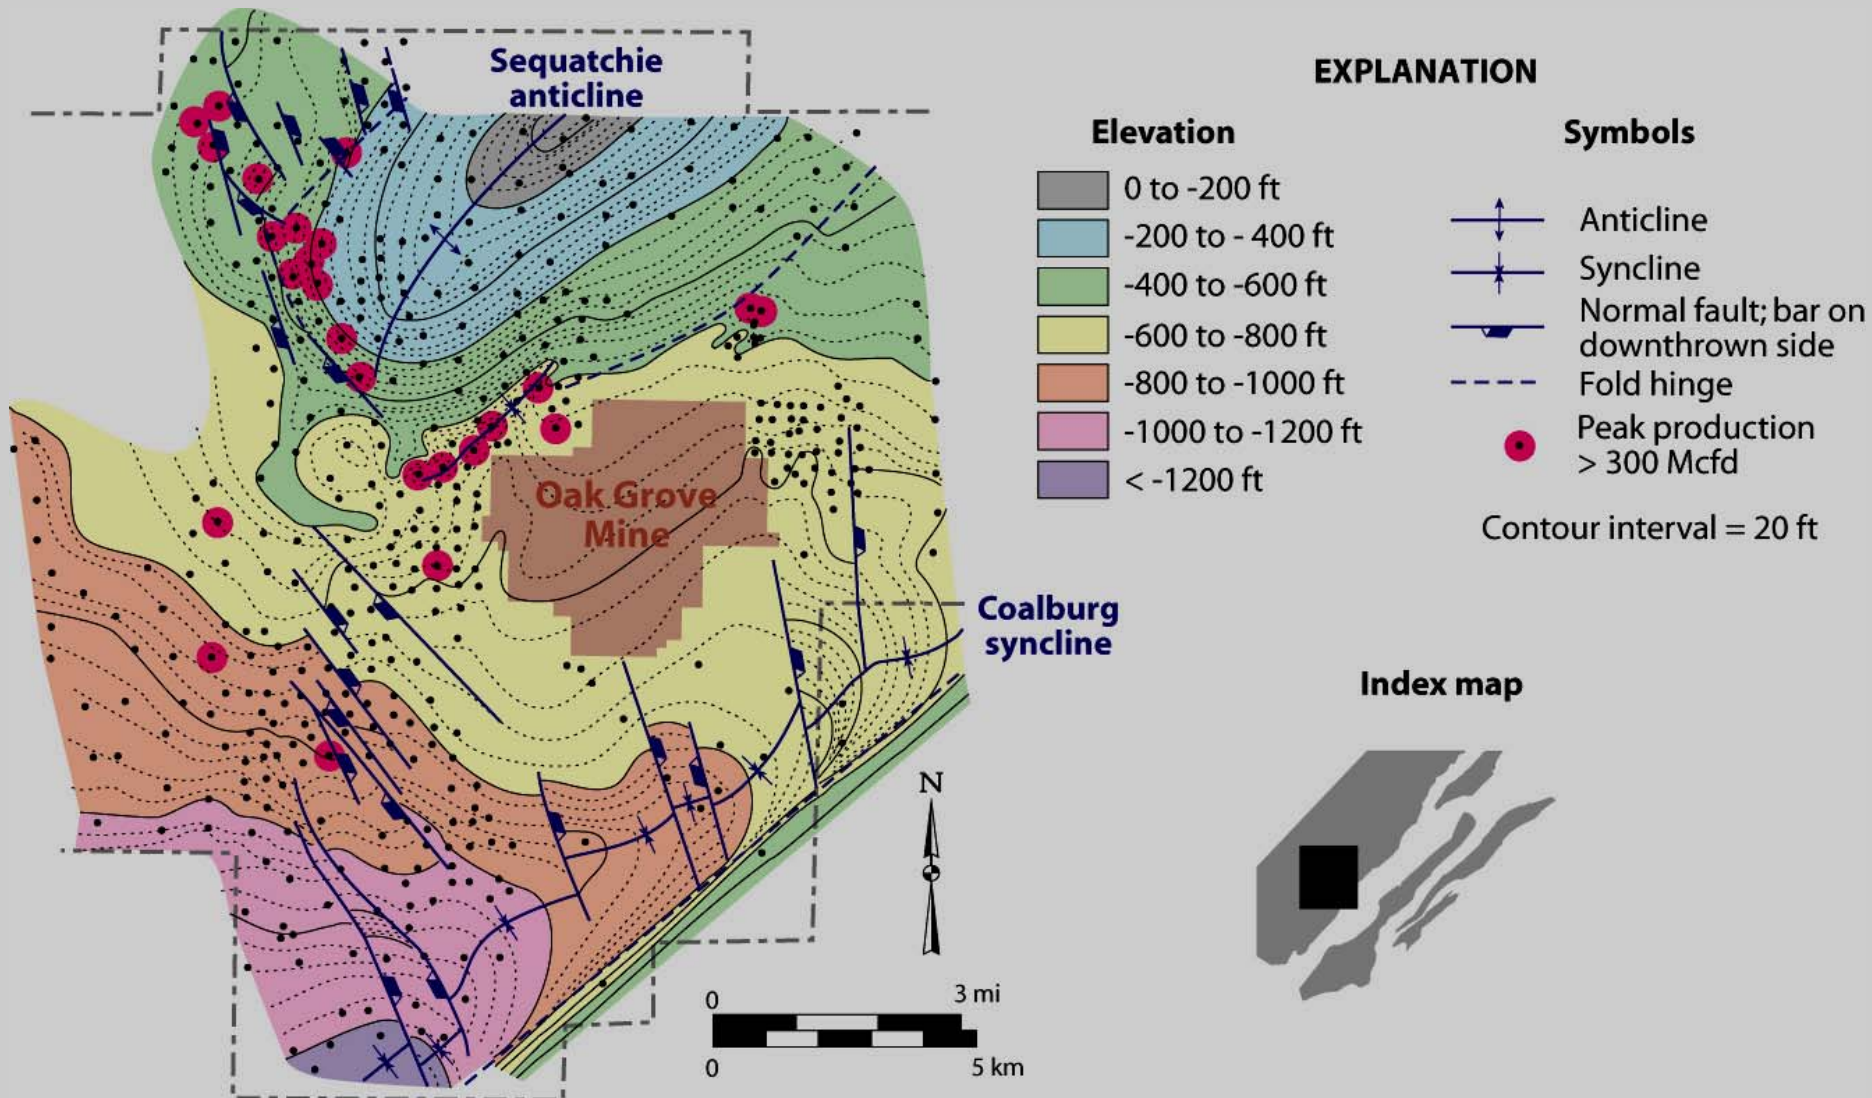 Sequatchie
anticline
Oak Grove
Mine
Coalburg
syncline
N
0
3 mi
0
5 km
EXPLANATION
Elevation
0 to -200 ft
-200 to - 400 ft
-400 to -600 ft
-600 to -800 ft
-800 to -1000 ft
-1000 to -1200 ft
< -1200 ft
Symbols
Anticline
Syncline
Normal fault; bar on
downthrown side
Fold hinge
Peak production
> 300 Mcfd
Contour interval = 20 ft
Index map